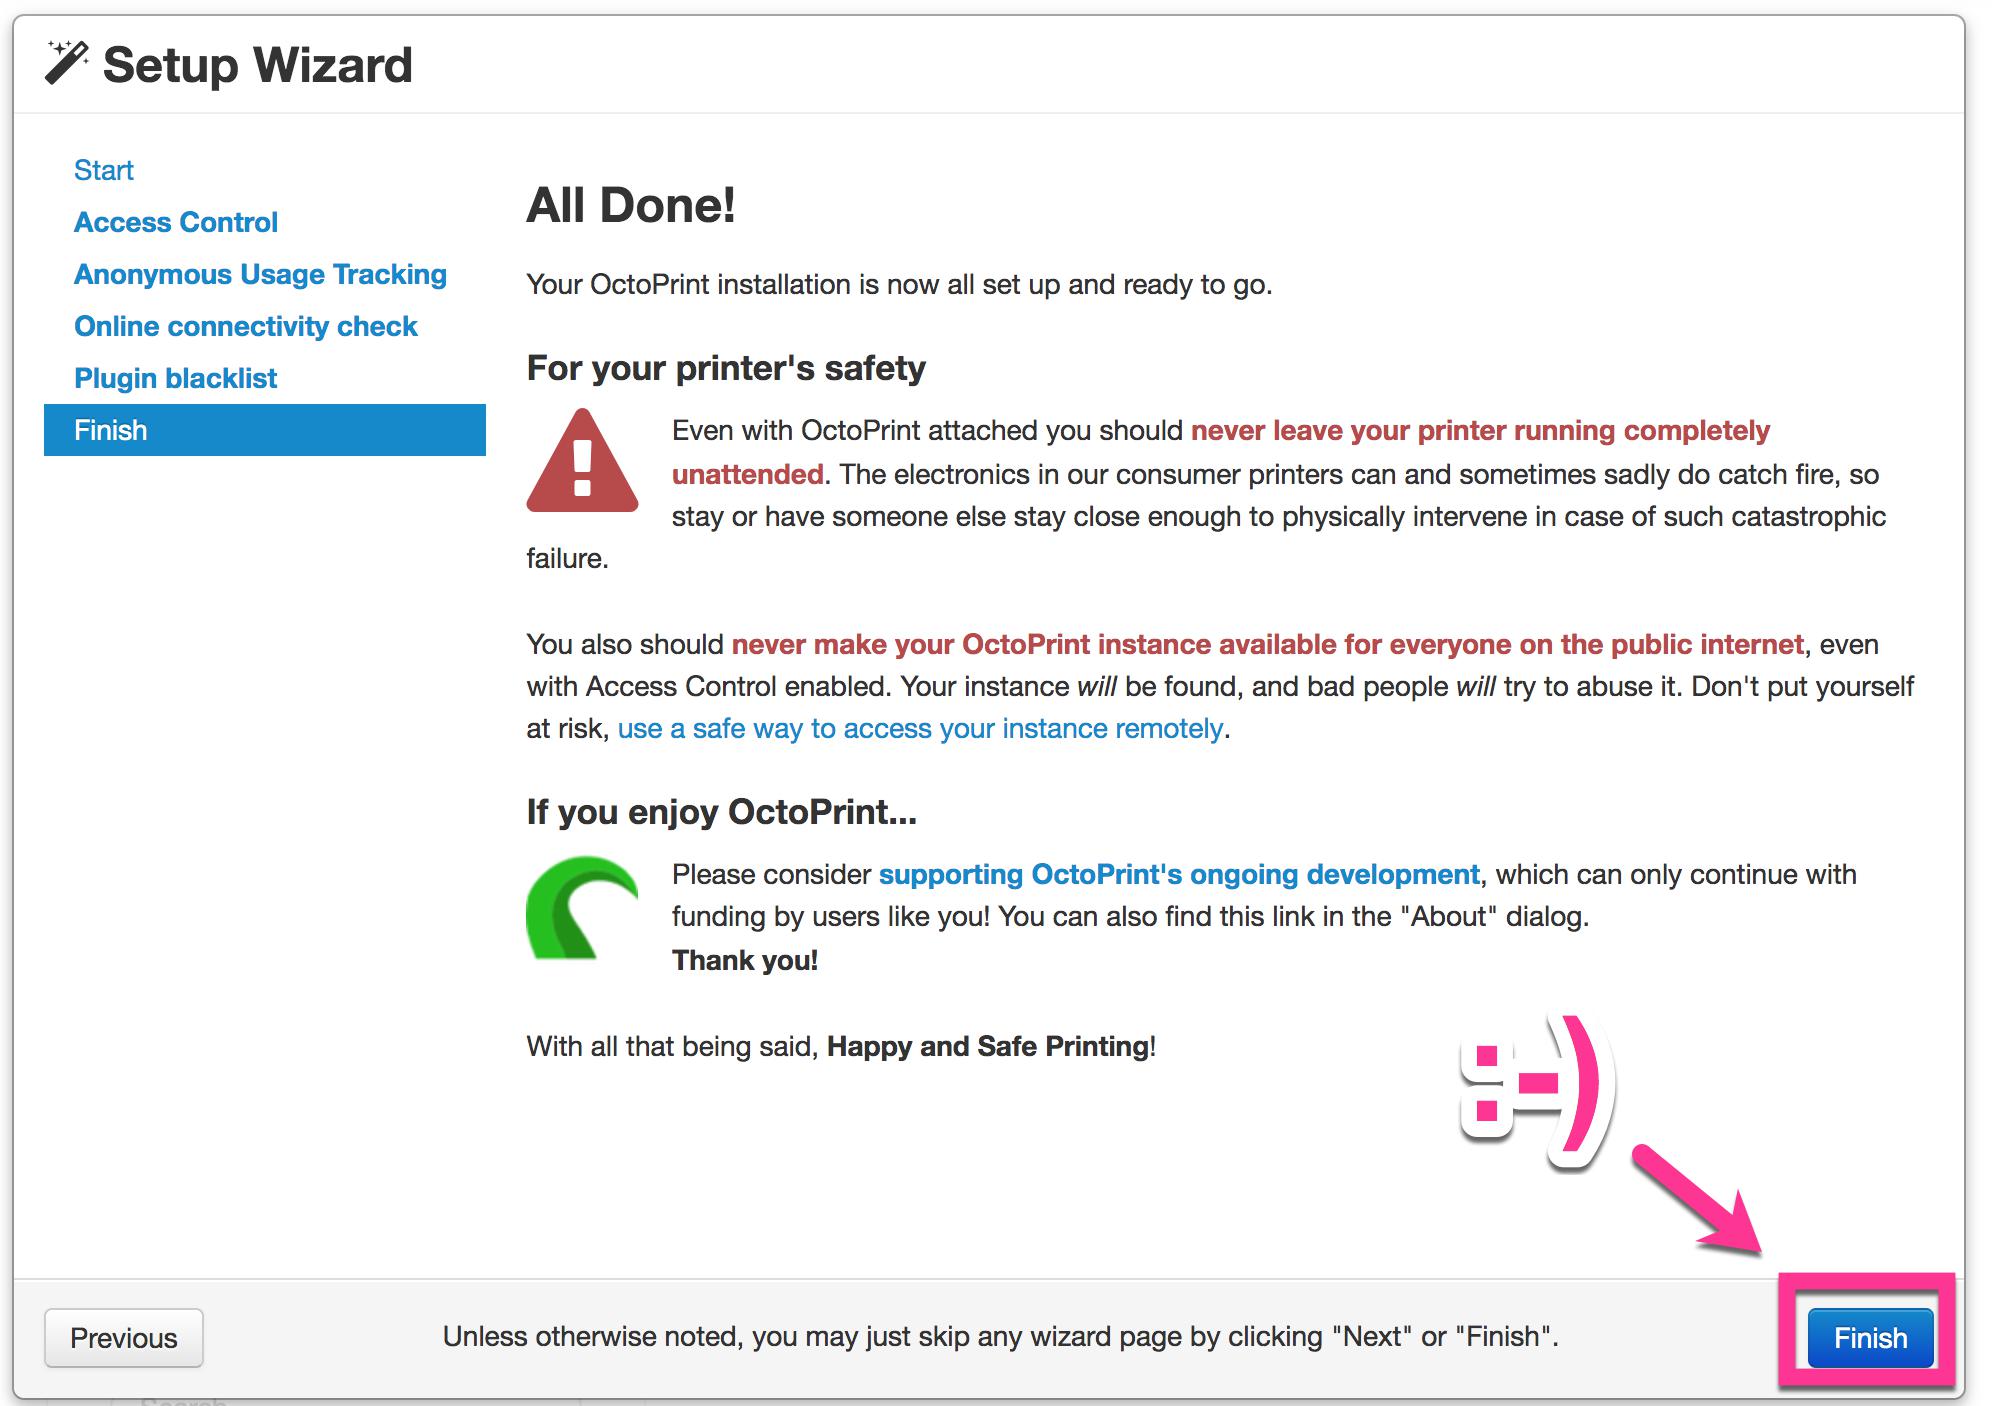 Setup Wizard
Start
Access Control
Anonymous Usage Tracking
Online connectivity check
Plugin blacklist
Finish
All Done!
Your OctoPrint installation is now all set up and ready to go.
For your printer's safety
Even with OctoPrint attached you should never leave your printer running completely
unattended. The electronics in our consumer printers can and sometimes sadly do catch fire, so
stay or have someone else stay close enough to physically intervene in case of such catastrophic
failure.
You also should never make your OctoPrint instance available for everyone on the public internet, even
with Access Control enabled. Your instance will be found, and bad people will try to abuse it. Don't put yourself
at risk, use a safe way to access your instance remotely.
If you enjoy OctoPrint...
Please consider supporting OctoPrint's ongoing development, which can only continue with
funding by users like you! You can also find this link in the "About" dialog.
Thank you!
With all that being said, Happy and Safe Printing!
:-)
Previous
Unless otherwise noted, you may just skip any wizard page by clicking "Next" or "Finish".
Finish